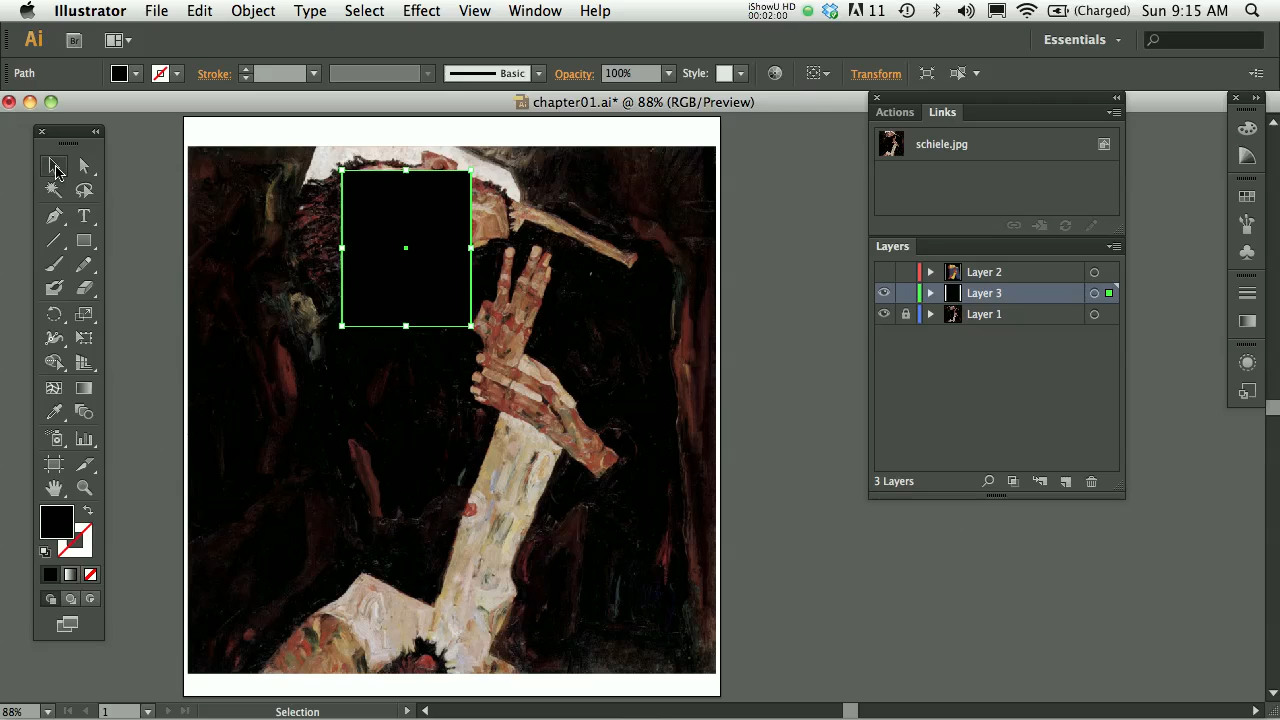 Illustrator File Edit Object Type Select Effect View Window Help iShowU HD 00:02:00 11 (Charged) Sun 9:15 AM
Ai Br Essentials
Path Stroke: Basic Opacity: 100% Style: Transform
chapter01.ai* @ 88% (RGB/Preview)
Actions Links
schiele.jpg
Layers
Layer 2
Layer 3
Layer 1
3 Layers
T
88% 1 Selection